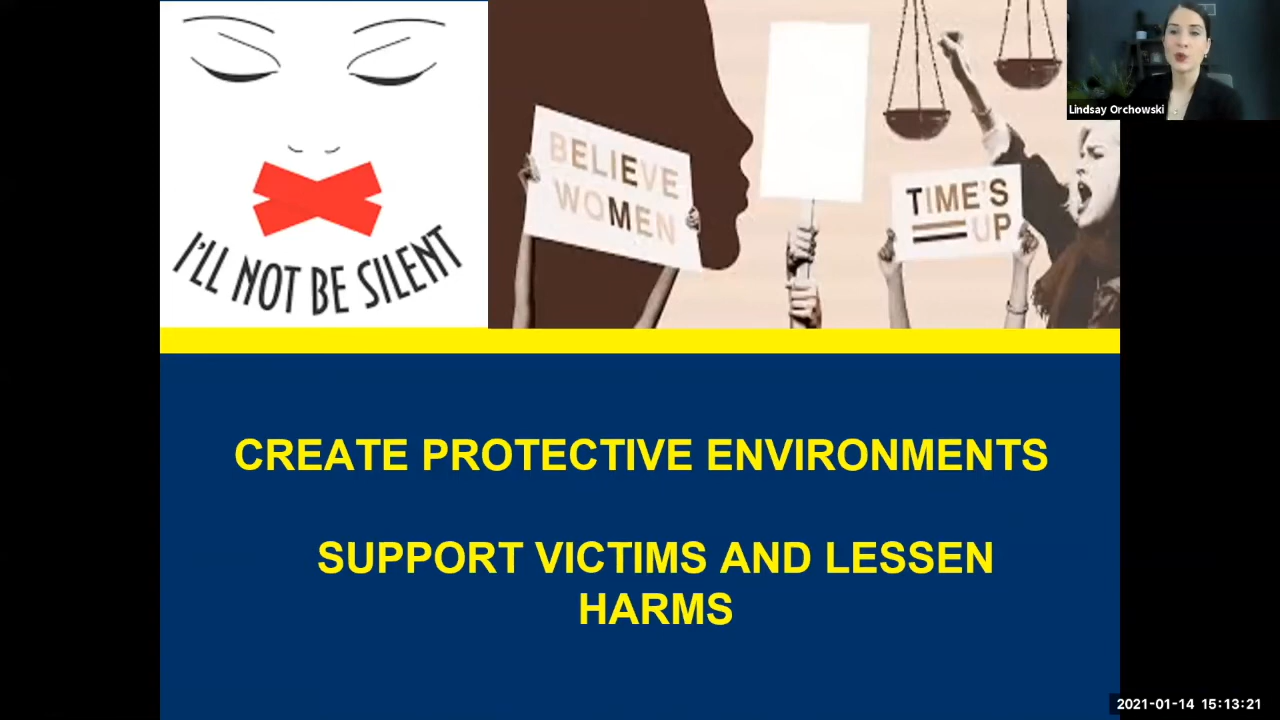 Lindsay Orchowski
BELIEVE
WOMEN
TIME'S
UP
I'LL NOT BE SILENT
CREATE PROTECTIVE ENVIRONMENTS
SUPPORT VICTIMS AND LESSEN
HARMS
2021-01-14 15:13:21